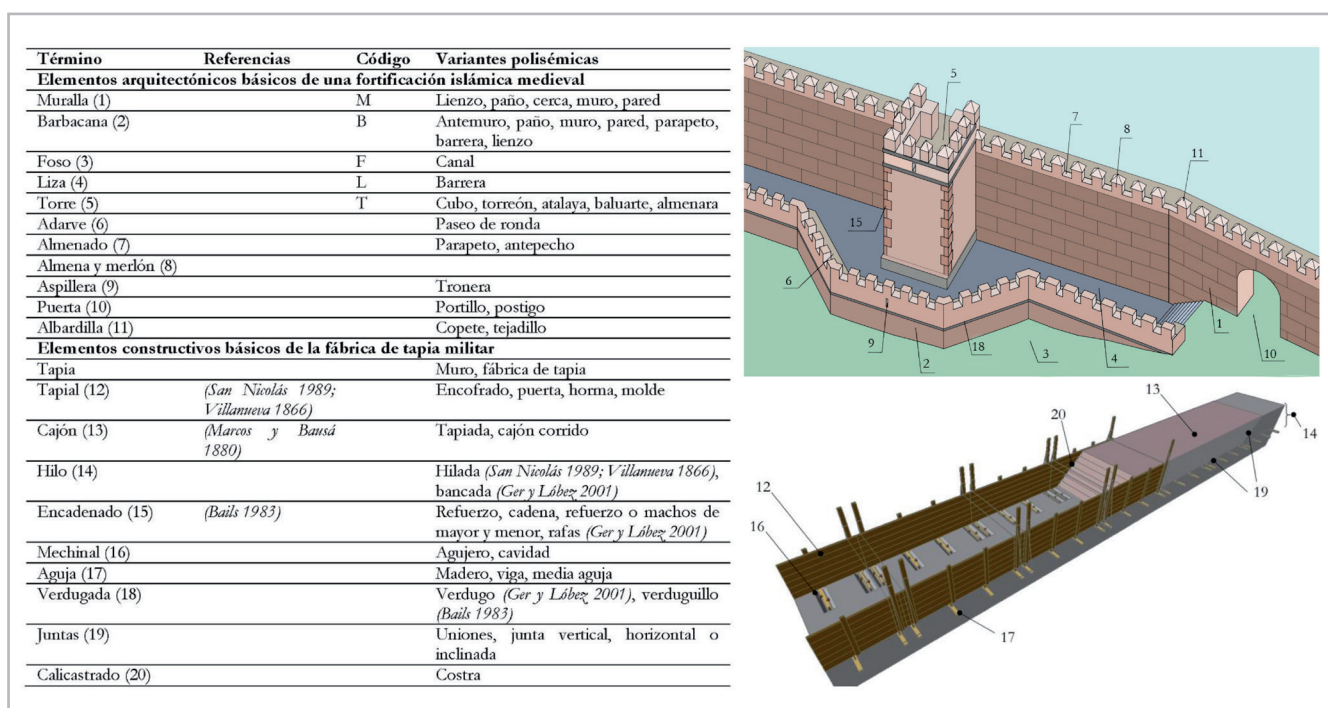 Término Referencias Código Variantes polisémicas
Elementos arquitectónicos básicos de una fortificación islámica medieval
Muralla (1) M Lienzo, paño, cerca, muro, pared
Barbacana (2) B Antemuro, paño, muro, pared, parapeto,
barrera, lienzo
Foso (3) F Canal
Liza (4) L Barrera
Torre (5) T Cubo, torreón, atalaya, baluarte, almenara
Adarve (6) Paseo de ronda
Almenado (7) Parapeto, antepecho
Almena y merlón (8)
Aspillera (9) Tronera
Puerta (10) Portillo, postigo
Albardilla (11) Copete, tejadillo
Elementos constructivos básicos de la fábrica de tapia militar
Tapia Muro, fábrica de tapia
Tapial (12) (San Nicolás 1989; Encofrado, puerta, horma, molde
Villanueva 1866)
Cajón (13) (Marcos y Bausá Tapiada, cajón corrido
1880)
Hilo (14) Hilada (San Nicolás 1989; Villanueva 1866),
bancada (Ger y Lóbez 2001)
Encadenado (15) (Bails 1983) Refuerzo, cadena, refuerzo o machos de
mayor y menor, rafas (Ger y Lóbez 2001)
Mechinal (16) Agujero, cavidad
Aguja (17) Madero, viga, media aguja
Verdugada (18) Verdugo (Ger y Lóbez 2001), verduguillo
(Bails 1983)
Juntas (19) Uniones, junta vertical, horizontal o
inclinada
Calicastrado (20) Costra
5
7
8
11
15
6
9
2
18
3
4
1
10
13
20
14
12
19
16
17